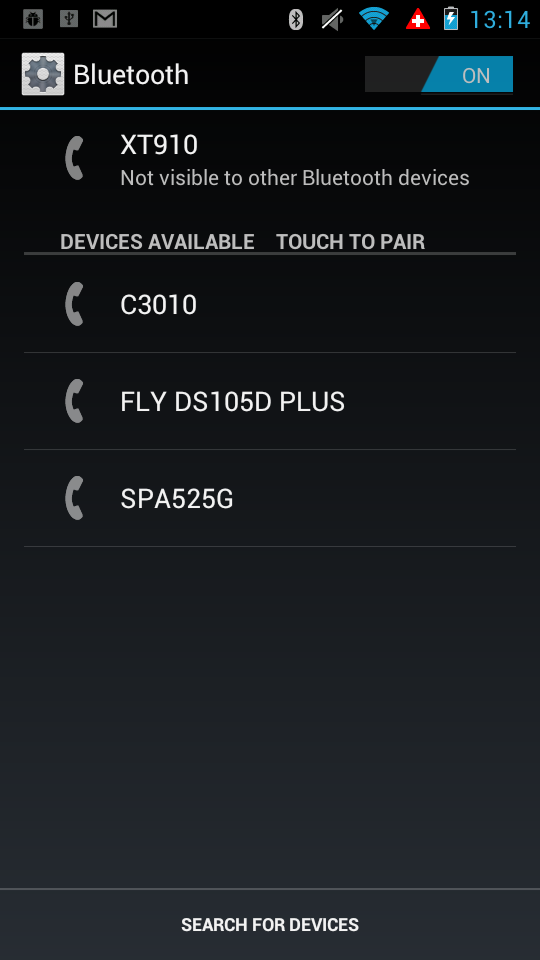 13:14
Bluetooth
ON
XT910
Not visible to other Bluetooth devices
DEVICES AVAILABLE TOUCH TO PAIR
C3010
FLY DS105D PLUS
SPA525G
SEARCH FOR DEVICES